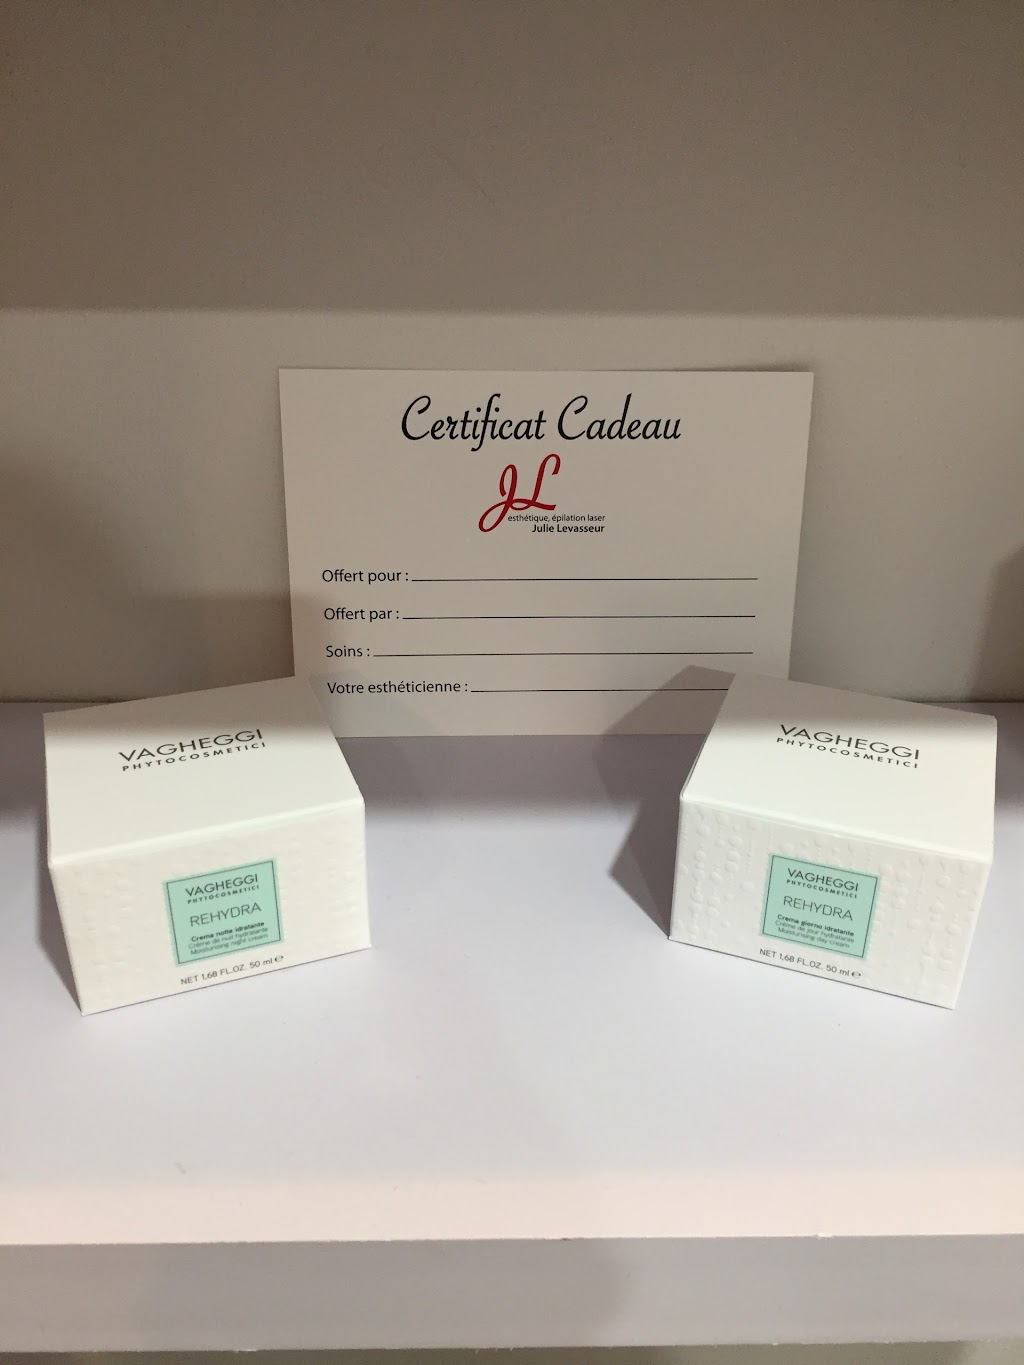 Certificat Cadeau
JL
esthétique, épilation laser
Julie Levasseur
Offert pour :
Offert par :
Soins :
Votre esthéticienne :
VAGHEGGI
PHYTOCOSMETICI
VAGHEGGI
PHYTOCOSMETICI
REHYDRA
Crema notte idratante
Crème de nuit hydratante
Moisturising night cream
NET 1,68 FL.OZ. 50 ml ℮
VAGHEGGI
PHYTOCOSMETICI
VAGHEGGI
PHYTOCOSMETICI
REHYDRA
Crema giorno idratante
Crème de jour hydratante
Moisturising day cream
NET 1,68 FL.OZ. 50 ml ℮